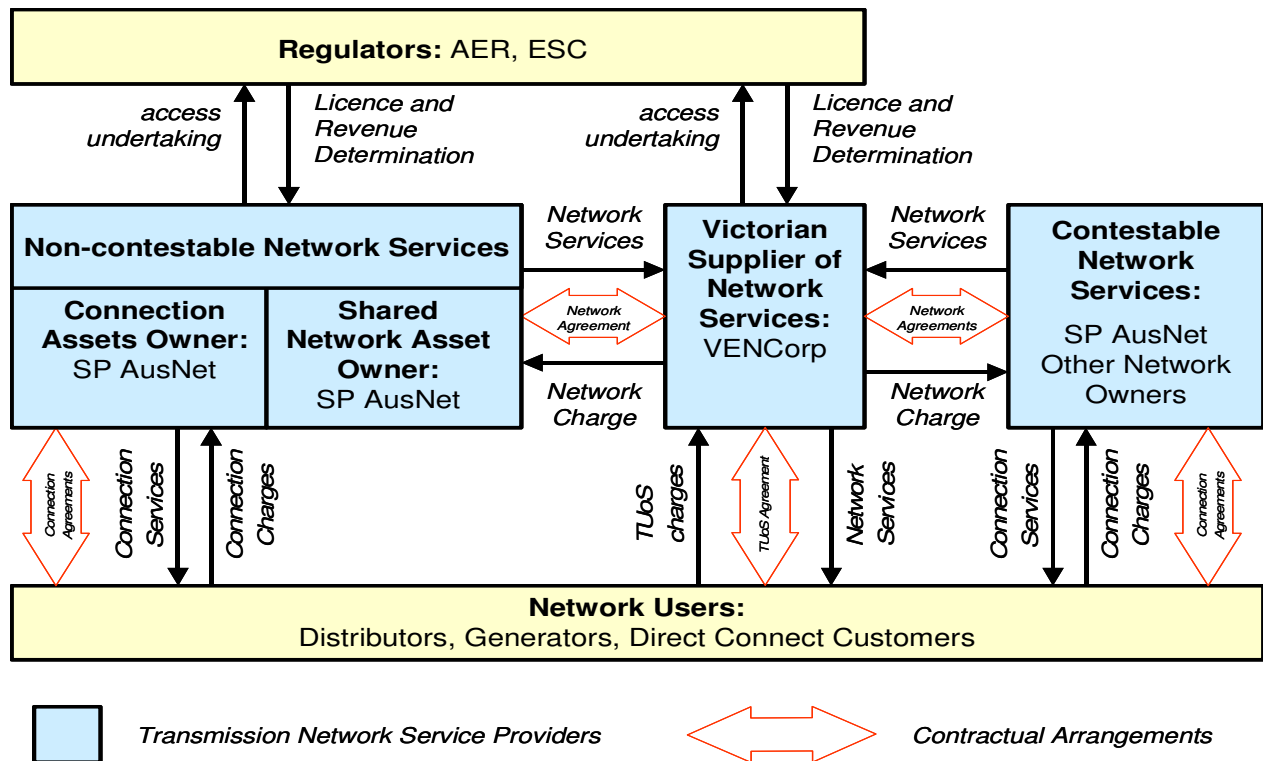 Regulators: AER, ESC
access
undertaking
Licence and
Revenue
Determination
access
undertaking
Licence and
Revenue
Determination
Non-contestable Network Services
Connection
Assets Owner:
SP AusNet
Shared
Network Asset
Owner:
SP AusNet
Network
Services
Network
Agreement
Network
Charge
Victorian
Supplier of
Network
Services:
VENCorp
Network
Services
Network
Agreements
Network
Charge
Contestable
Network
Services:
SP AusNet
Other Network
Owners
Connection
Agreements
Connection
Services
Connection
Charges
TUoS
charges
TUoS Agreement
Network
Services
Connection
Services
Connection
Charges
Connection
Agreements
Network Users:
Distributors, Generators, Direct Connect Customers
Transmission Network Service Providers
Contractual Arrangements